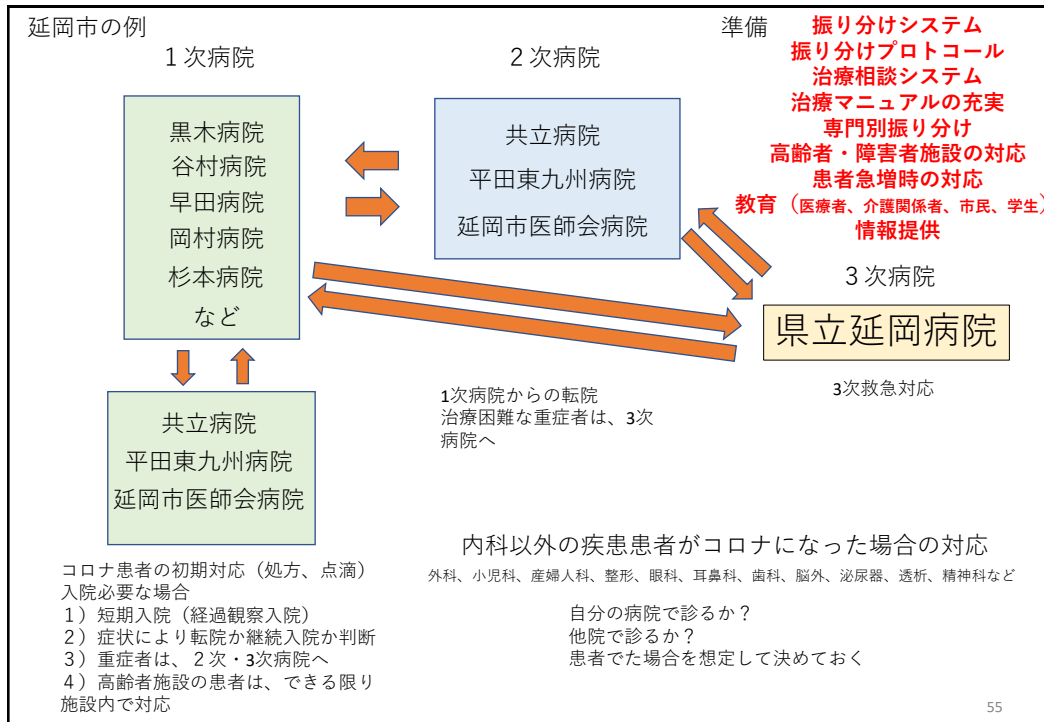 延岡市の例
1次病院
黒木病院
谷村病院
早田病院
岡村病院
杉本病院
など
2次病院
共立病院
平田東九州病院
延岡市医師会病院
準備
振り分けシステム
振り分けプロトコール
治療相談システム
治療マニュアルの充実
専門別振り分け
高齢者・障害者施設の対応
患者急増時の対応
教育（医療者、介護関係者、市民、学生）
情報提供
3次病院
県立延岡病院
3次救急対応
1次病院からの転院
治療困難な重症者は、3次
病院へ
共立病院
平田東九州病院
延岡市医師会病院
コロナ患者の初期対応（処方、点滴）
入院必要な場合
1）短期入院（経過観察入院）
2）症状により転院か継続入院か判断
3）重症者は、2次・3次病院へ
4）高齢者施設の患者は、できる限り
施設内で対応
内科以外の疾患患者がコロナになった場合の対応
外科、小児科、産婦人科、整形、眼科、耳鼻科、歯科、脳外、泌尿器、透析、精神科など
自分の病院で診るか？
他院で診るか？
患者でた場合を想定して決めておく
55